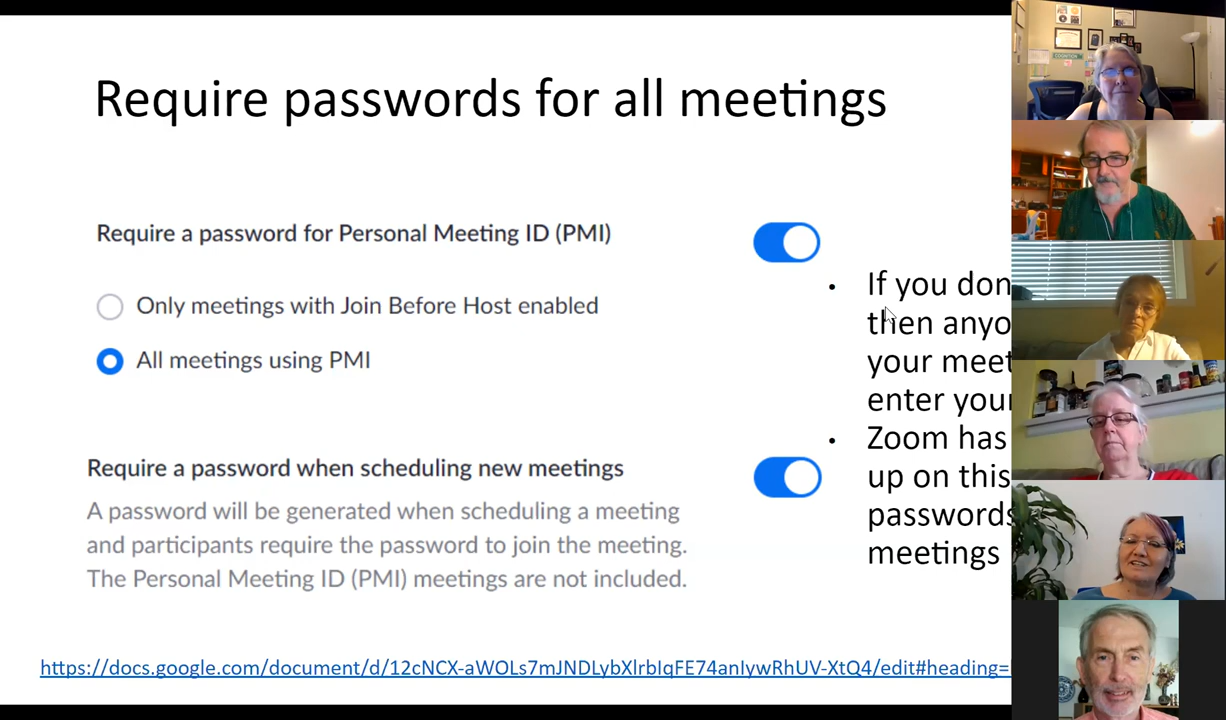 Require passwords for all meetings
Require a password for Personal Meeting ID (PMI)
Only meetings with Join Before Host enabled
All meetings using PMI
If you don
then anyo
your meet
enter your
Zoom has
up on this
passwords
meetings
Require a password when scheduling new meetings
A password will be generated when scheduling a meeting
and participants require the password to join the meeting.
The Personal Meeting ID (PMI) meetings are not included.
https://docs.google.com/document/d/12cNCX-aWOLs7mJNDLybXlrbIqFE74anIywRhUV-XtQ4/edit#heading=